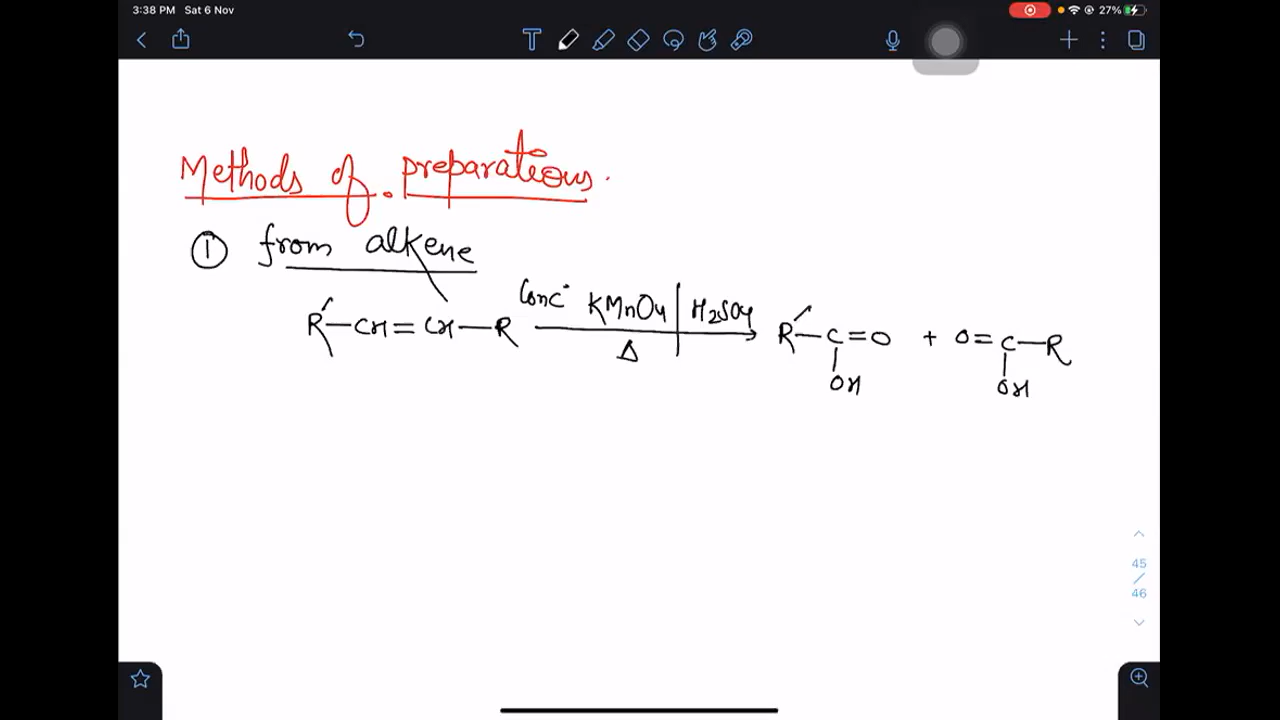 3:38 PM Sat 6 Nov
27%
Methods of preparations.
① from alkene
R'—CH=CH—R Conc KMnO4 | H2SO4 Δ → R'—C=O + O=C—R
OH OH
45
/
46